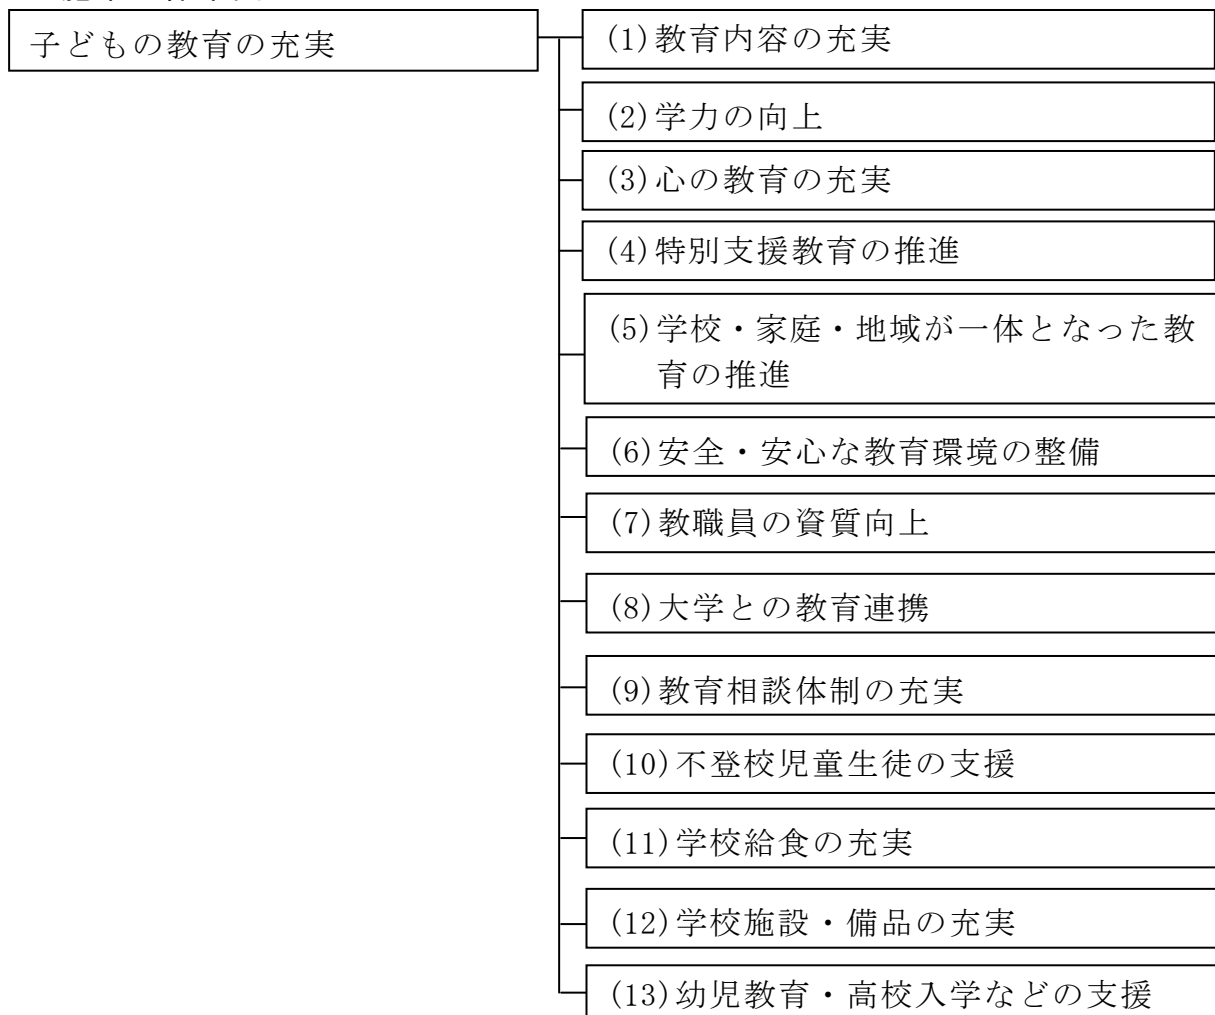 子どもの教育の充実
(1)教育内容の充実
(2)学力の向上
(3)心の教育の充実
(4)特別支援教育の推進
(5)学校・家庭・地域が一体となった教
育の推進
(6)安全・安心な教育環境の整備
(7)教職員の資質向上
(8)大学との教育連携
(9)教育相談体制の充実
(10)不登校児童生徒の支援
(11)学校給食の充実
(12)学校施設・備品の充実
(13)幼児教育・高校入学などの支援